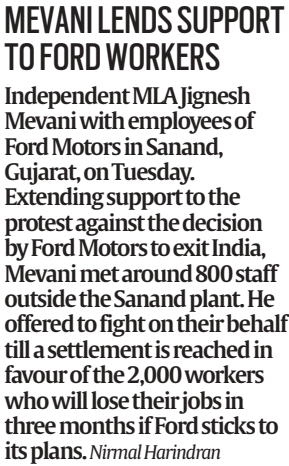 MEVANI LENDS SUPPORT
TO FORD WORKERS
Independent MLA Jignesh
Mevani with employees of
Ford Motors in Sanand,
Gujarat, on Tuesday.
Extending support to the
protest against the decision
by Ford Motors to exit India,
Mevani met around 800 staff
outside the Sanand plant. He
offered to fight on their behalf
till a settlement is reached in
favour of the 2,000 workers
who will lose their jobs in
three months if Ford sticks to
its plans. Nirmal Harindran